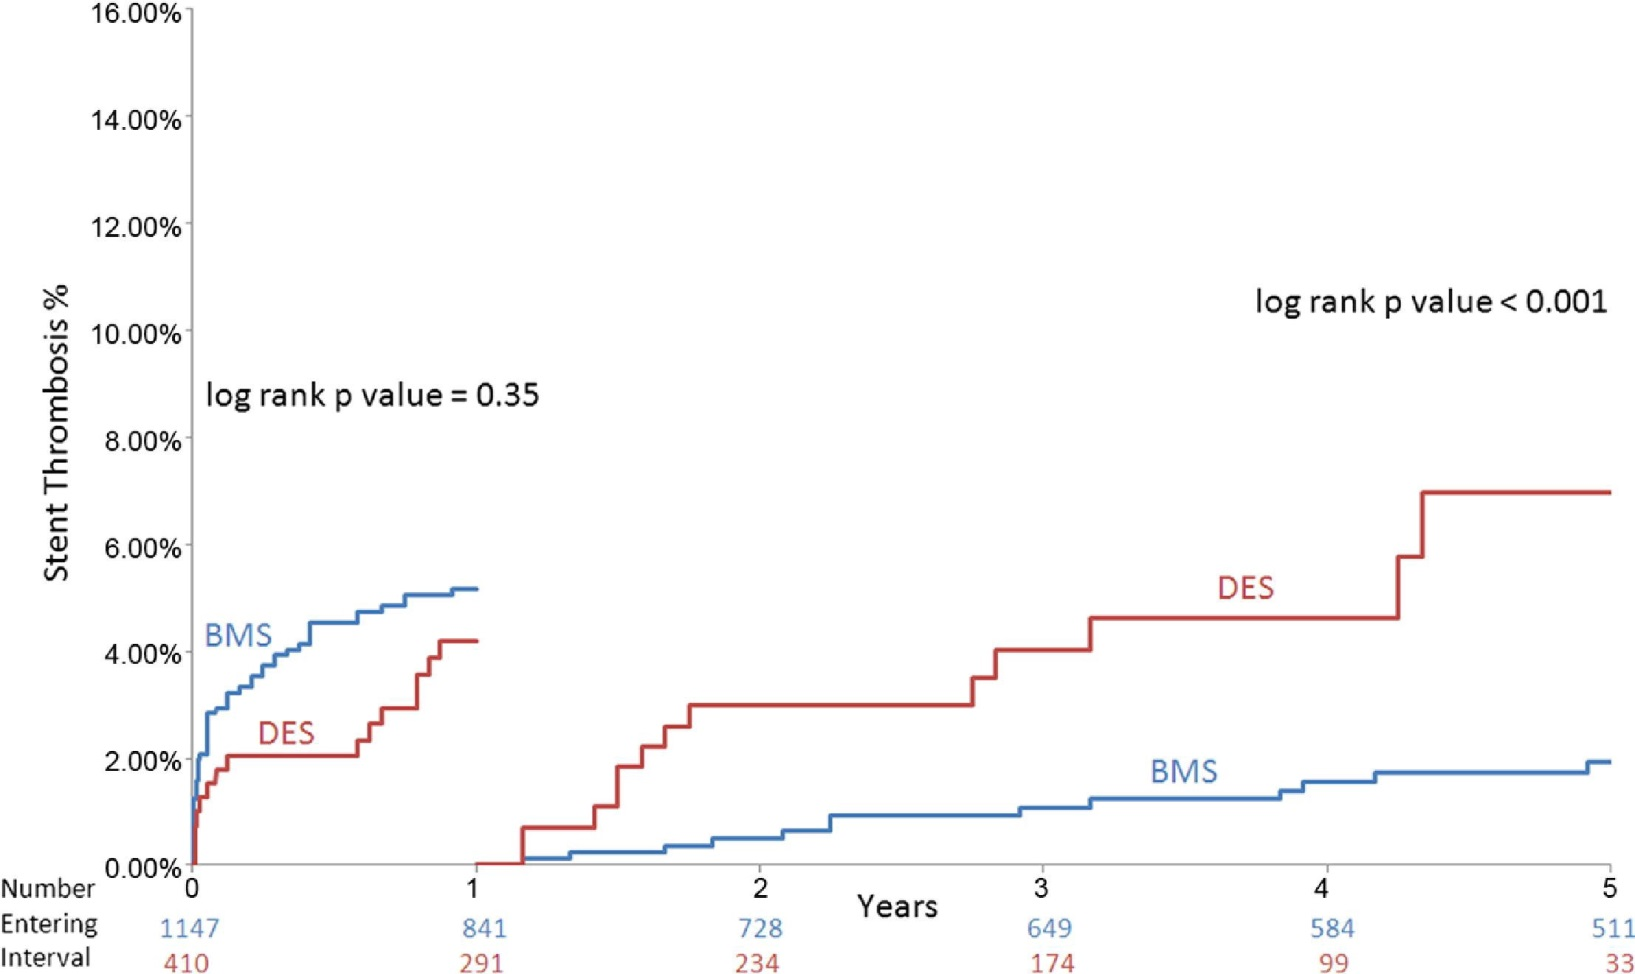 16.00%
14.00%
12.00%
10.00%
8.00%
6.00%
4.00%
2.00%
0.00%
Stent Thrombosis %
log rank p value < 0.001
log rank p value = 0.35
BMS
DES
DES
BMS
0 1 2 3 4 5
Years
Number
Entering
Interval
1147 841 728 649 584 511
410 291 234 174 99 33